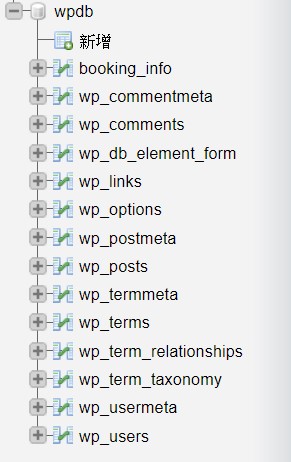 wpdb
新增
booking_info
wp_commentmeta
wp_comments
wp_db_element_form
wp_links
wp_options
wp_postmeta
wp_posts
wp_termmeta
wp_terms
wp_term_relationships
wp_term_taxonomy
wp_usermeta
wp_users